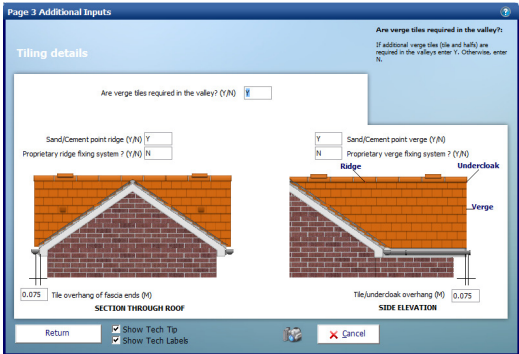 Page 3 Additional Inputs
Are verge tiles required in the valley?:
If additional verge tiles (tile and halfs) are
required in the valleys enter Y. Otherwise, enter
N.
Tiling details
Are verge tiles required in the valley? (Y/N) Y
Sand/Cement point ridge (Y/N) Y
Proprietary ridge fixing system ? (Y/N) N
Y Sand/Cement point verge (Y/N)
N Proprietary verge fixing system ? (Y/N)
Ridge
Undercloak
Verge
0.075 Tile overhang of fascia ends (M)
SECTION THROUGH ROOF
Tile/undercloak overhang (M) 0.075
SIDE ELEVATION
Return
Show Tech Tip
Show Tech Labels
Cancel